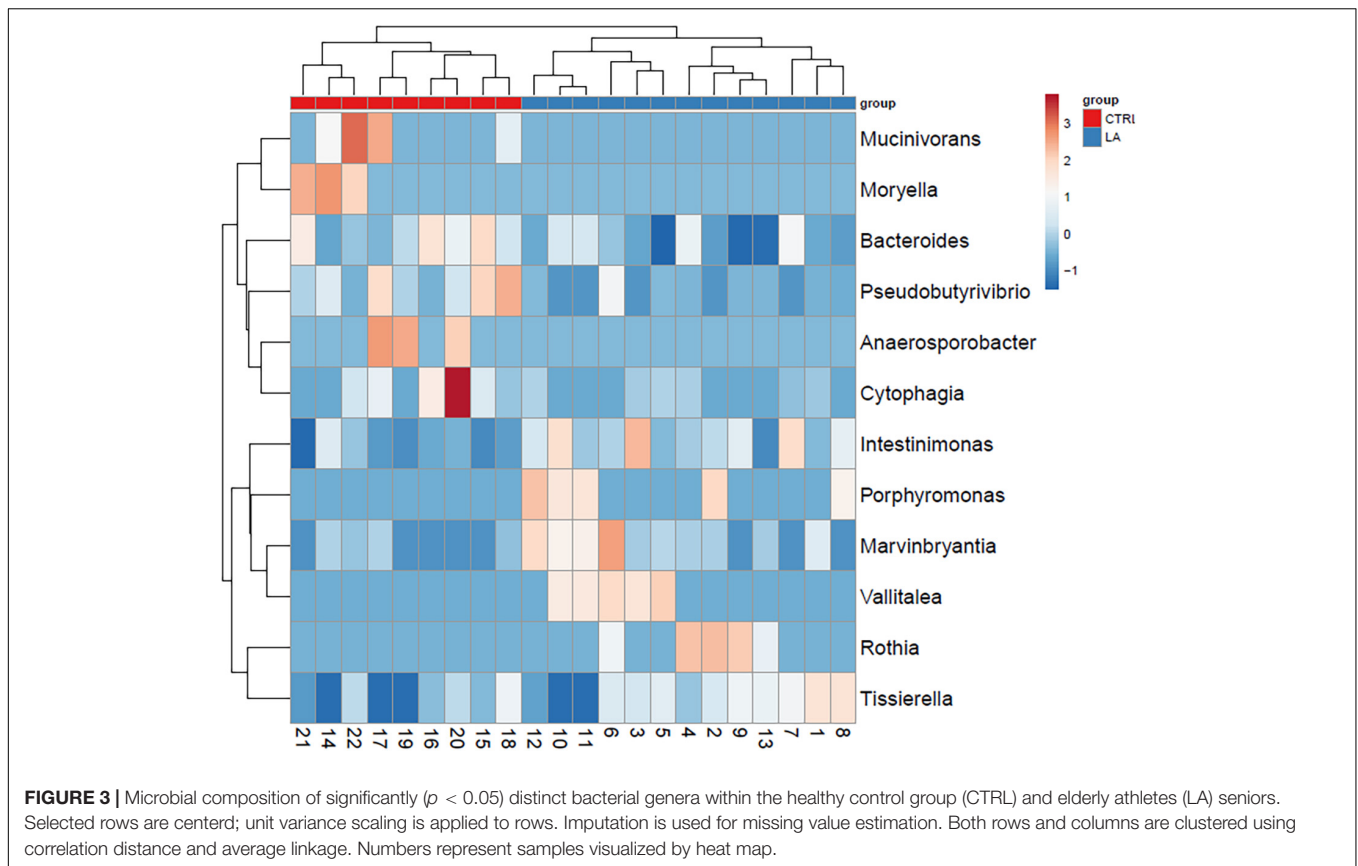 group
Mucinivorans
Moryella
Bacteroides
Pseudobutyrivibrio
Anaerosporobacter
Cytophagia
Intestinimonas
Porphyromonas
Marvinbryantia
Vallitalea
Rothia
Tissierella
3
2
1
0
−1
group
CTRL
LA
21 14 22 17 19 16 20 15 18 12 10 11 6 3 5 4 2 9 13 7 1 8
FIGURE 3 | Microbial composition of significantly (p < 0.05) distinct bacterial genera within the healthy control group (CTRL) and elderly athletes (LA) seniors.
Selected rows are centerd; unit variance scaling is applied to rows. Imputation is used for missing value estimation. Both rows and columns are clustered using
correlation distance and average linkage. Numbers represent samples visualized by heat map.